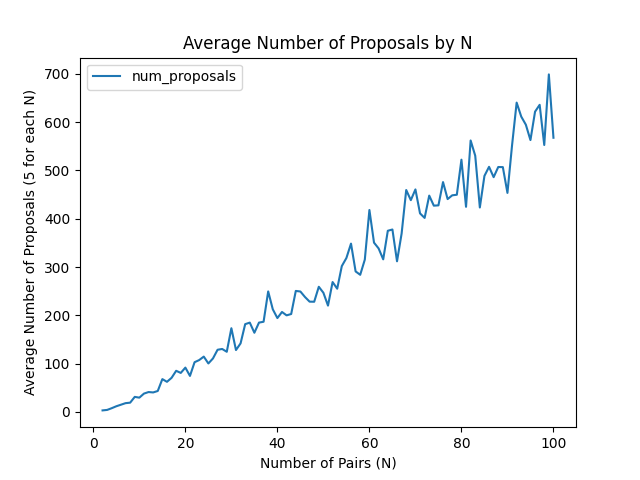 Average Number of Proposals by N
num_proposals
700
600
500
400
300
200
100
0
Average Number of Proposals (5 for each N)
0 20 40 60 80 100
Number of Pairs (N)